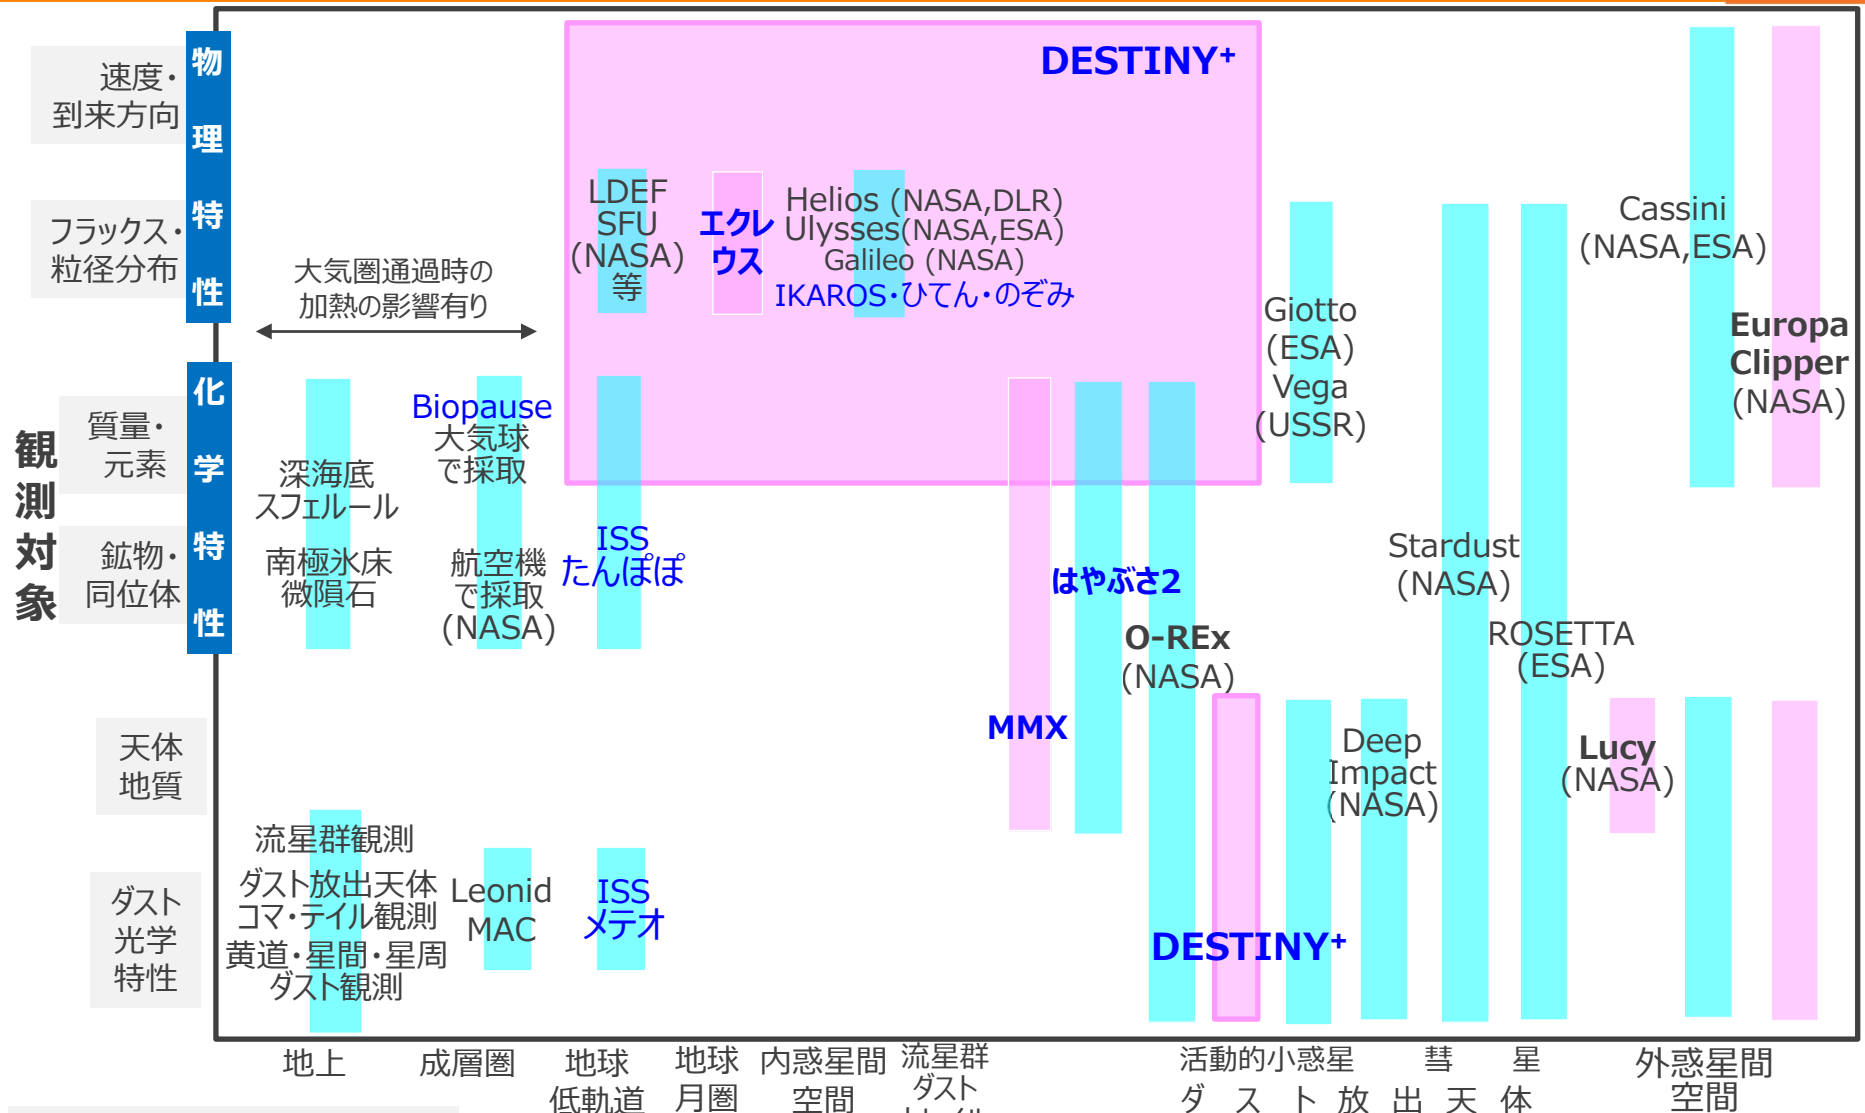 DESTINY⁺
物理特性
速度・
到来方向
フラックス・
粒径分布
大気圏通過時の
加熱の影響有り
LDEF
SFU
(NASA)
等
エクレ
ウス
Helios (NASA,DLR)
Ulysses(NASA,ESA)
Galileo (NASA)
IKAROS・ひてん・のぞみ
Giotto
(ESA)
Vega
(USSR)
Cassini
(NASA,ESA)
Europa
Clipper
(NASA)
観測対象
化学特性
質量・
元素
鉱物・
同位体
深海底
スフェルール
南極氷床
微隕石
Biopause
大気球
で採取
航空機
で採取
(NASA)
ISS
たんぽぽ
はやぶさ2
O-REx
(NASA)
Stardust
(NASA)
ROSETTA
(ESA)
天体
地質
MMX
Deep
Impact
(NASA)
Lucy
(NASA)
ダスト
光学
特性
流星群観測
ダスト放出天体
コマ・テイル観測
黄道・星間・星周
ダスト観測
Leonid
MAC
ISS
メテオ
DESTINY⁺
地上
成層圏
地球
低軌道
地球
月圏
内惑星間
空間
流星群
ダスト
活動的小惑星
彗 星
ダ ス ト 放 出 天 体
外惑星間
空間